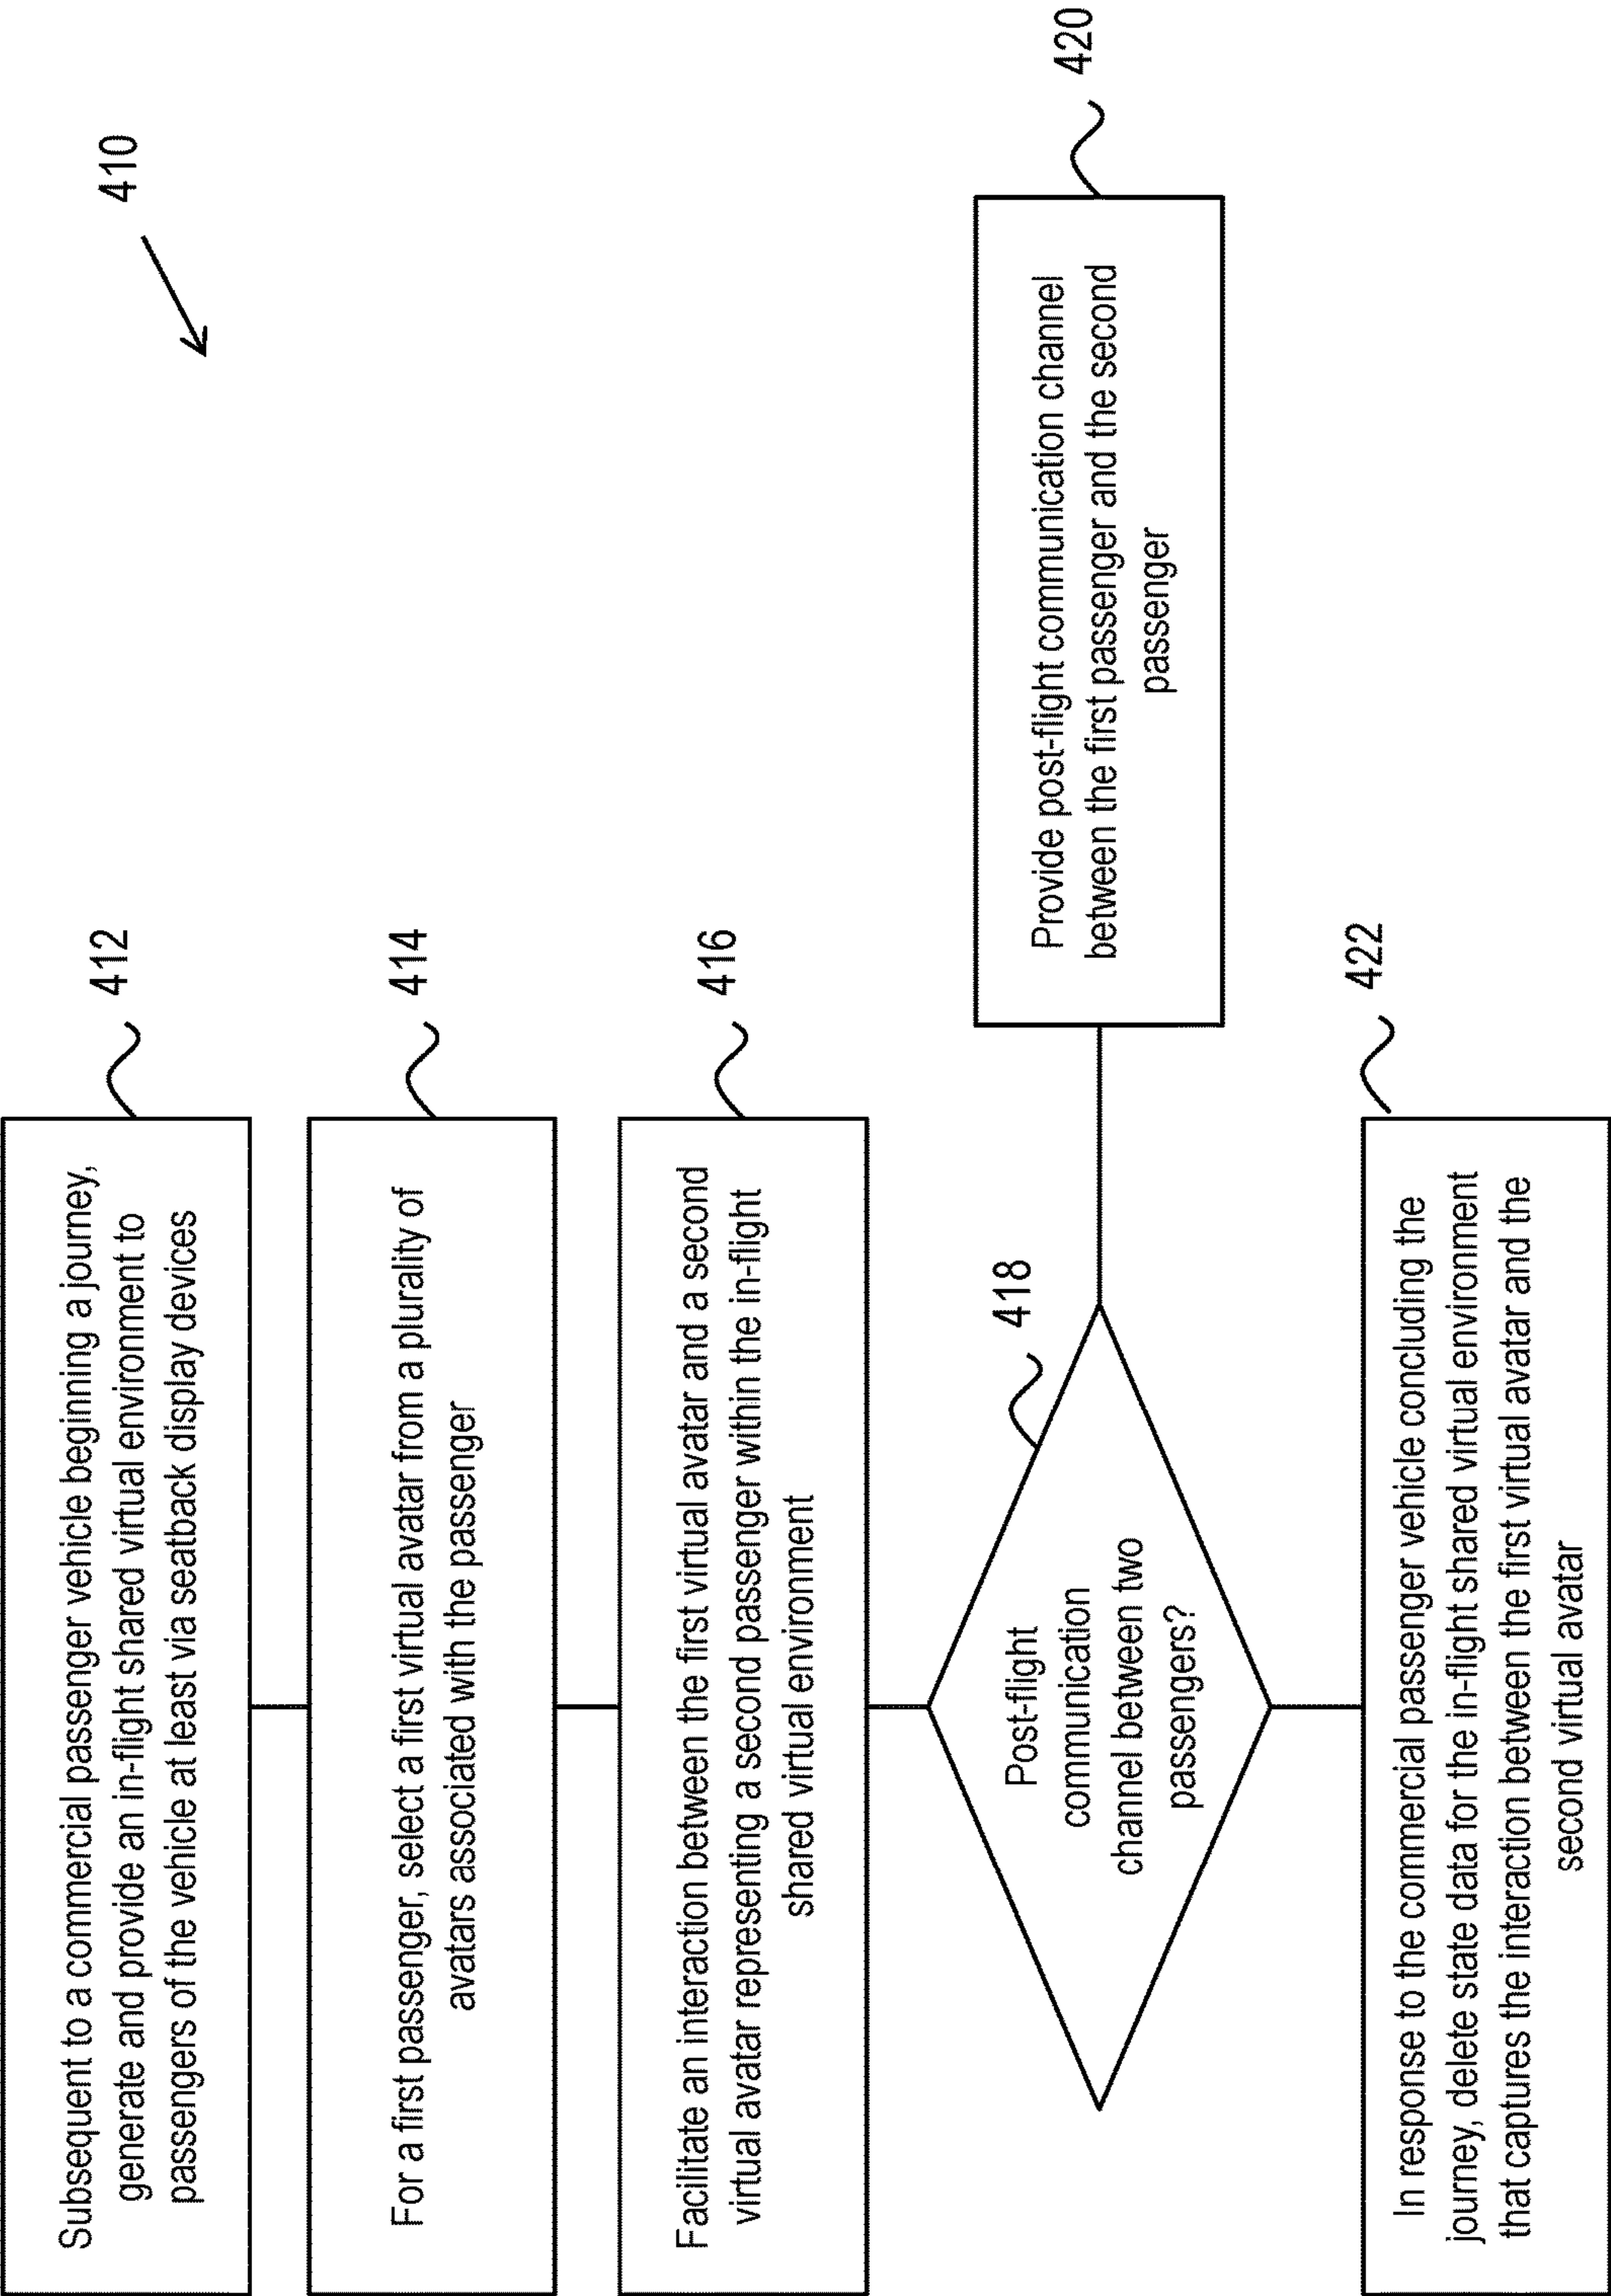 410
Subsequent to a commercial passenger vehicle beginning a journey,
generate and provide an in-flight shared virtual environment to
passengers of the vehicle at least via seatback display devices
412
For a first passenger, select a first virtual avatar from a plurality of
avatars associated with the passenger
414
Facilitate an interaction between the first virtual avatar and a second
virtual avatar representing a second passenger within the in-flight
shared virtual environment
416
Post-flight
communication
channel between two
passengers?
418
Provide post-flight communication channel
between the first passenger and the second
passenger
420
In response to the commercial passenger vehicle concluding the
journey, delete state data for the in-flight shared virtual environment
that captures the interaction between the first virtual avatar and the
second virtual avatar
422